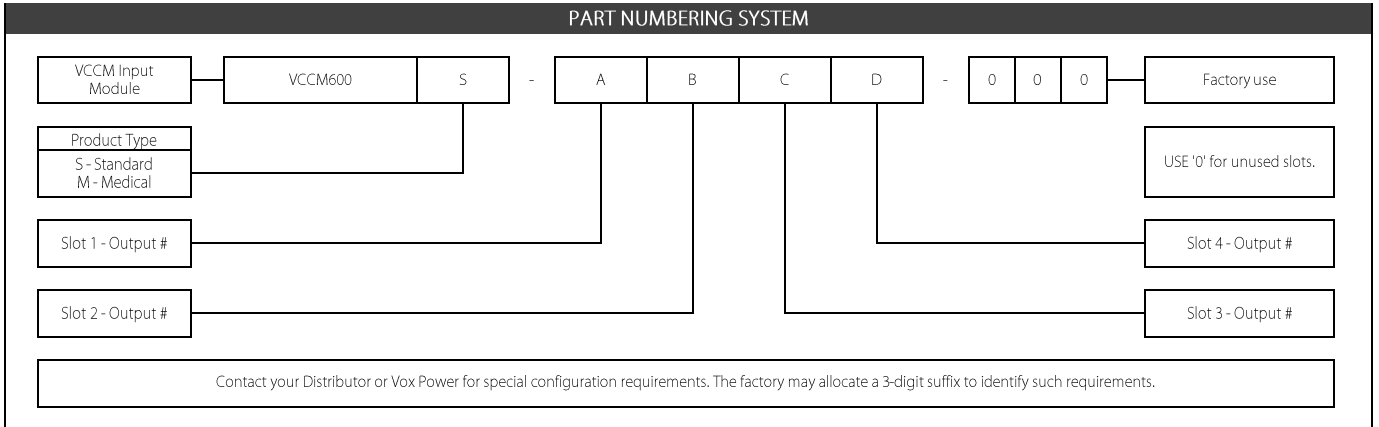 PART NUMBERING SYSTEM
VCCM Input
Module
VCCM600
S
-
A
B
C
D
-
0
0
0
Factory use
Product Type
S - Standard
M - Medical
USE '0' for unused slots.
Slot 1 - Output #
Slot 4 - Output #
Slot 2 - Output #
Slot 3 - Output #
Contact your Distributor or Vox Power for special configuration requirements. The factory may allocate a 3-digit suffix to identify such requirements.